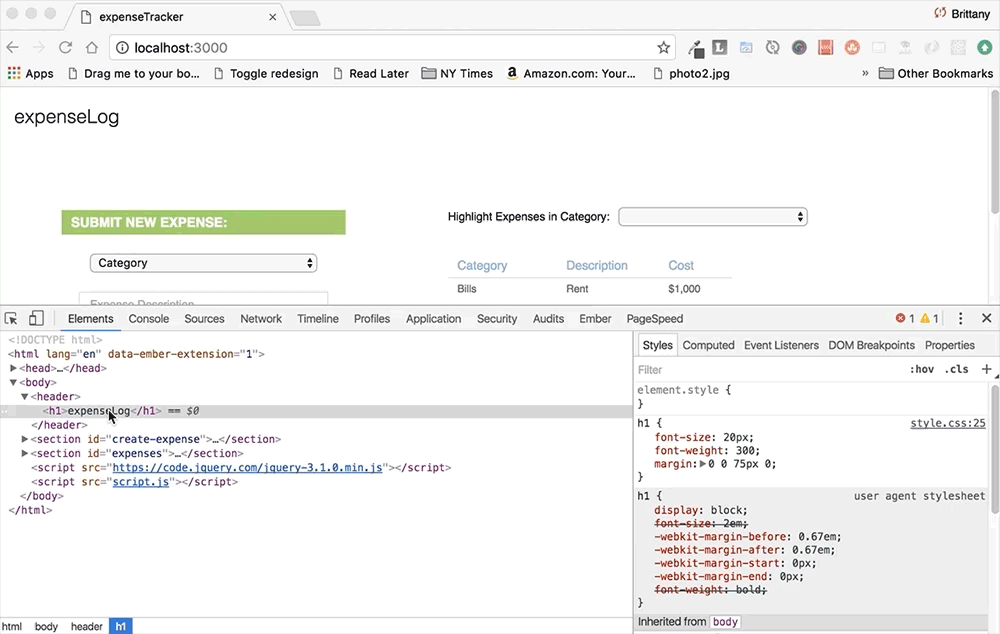 expenseTracker
Brittany
localhost:3000
Apps Drag me to your bo... Toggle redesign Read Later NY Times Amazon.com: Your... photo2.jpg » Other Bookmarks
expenseLog
SUBMIT NEW EXPENSE:
Category
Expense Description
Highlight Expenses in Category:
Category Description Cost
Bills Rent $1,000
Elements Console Sources Network Timeline Profiles Application Security Audits Ember PageSpeed 1 1
<!DOCTYPE html>
<html lang="en" data-ember-extension="1">
<head>…</head>
<body>
<header>
<h1>expenseLog</h1> == $0
</header>
<section id="create-expense">…</section>
<section id="expenses">…</section>
<script src="https://code.jquery.com/jquery-3.1.0.min.js"></script>
<script src="script.js"></script>
</body>
</html>
html body header h1
Styles Computed Event Listeners DOM Breakpoints Properties
Filter :hov .cls +
element.style {
}
h1 { style.css:25
font-size: 20px;
font-weight: 300;
margin: 0 0 75px 0;
}
h1 { user agent stylesheet
display: block;
font-size: 2em;
-webkit-margin-before: 0.67em;
-webkit-margin-after: 0.67em;
-webkit-margin-start: 0px;
-webkit-margin-end: 0px;
font-weight: bold;
}
Inherited from body